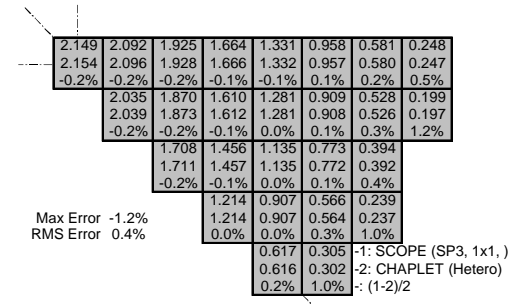 2.149 2.092 1.925 1.664 1.331 0.958 0.581 0.248
2.154 2.096 1.928 1.666 1.332 0.957 0.580 0.247
-0.2% -0.2% -0.2% -0.1% -0.1% 0.1% 0.2% 0.5%
2.035 1.870 1.610 1.281 0.909 0.528 0.199
2.039 1.873 1.612 1.281 0.908 0.526 0.197
-0.2% -0.2% -0.1% 0.0% 0.1% 0.3% 1.2%
1.708 1.456 1.135 0.773 0.394
1.711 1.457 1.135 0.772 0.392
-0.2% -0.1% 0.0% 0.1% 0.4%
1.214 0.907 0.566 0.239
Max Error -1.2% 1.214 0.907 0.564 0.237
RMS Error 0.4% 0.0% 0.0% 0.3% 1.0%
0.617 0.305 -1: SCOPE (SP3, 1x1, )
0.616 0.302 -2: CHAPLET (Hetero)
0.2% 1.0% -: (1-2)/2